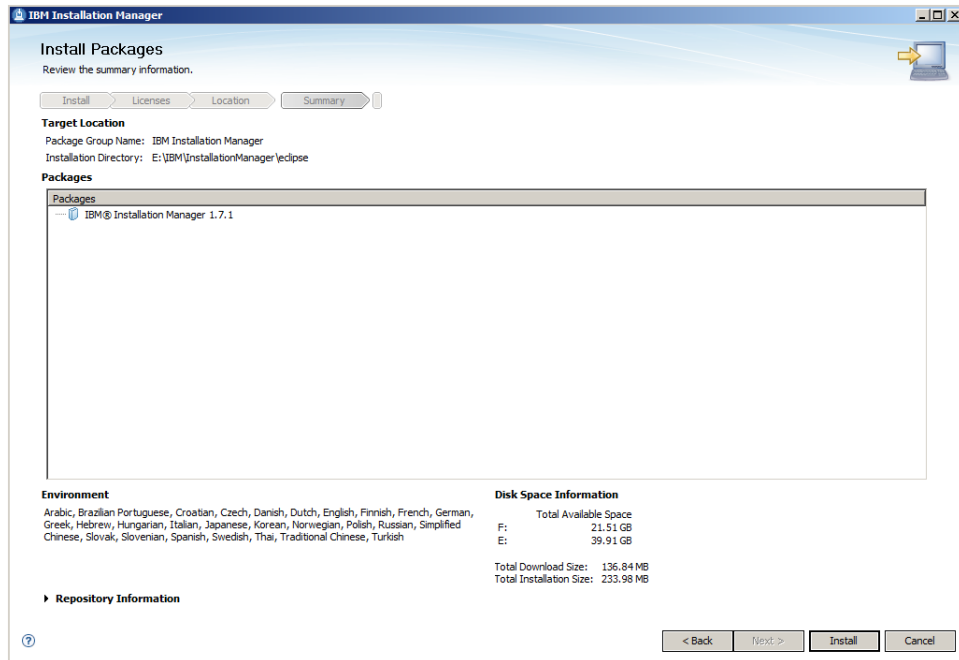 IBM Installation Manager
Install Packages
Review the summary information.
Install Licenses Location Summary
Target Location
Package Group Name: IBM Installation Manager
Installation Directory: E:\IBM\InstallationManager\eclipse
Packages
Packages
IBM® Installation Manager 1.7.1
Environment
Arabic, Brazilian Portuguese, Croatian, Czech, Danish, Dutch, English, Finnish, French, German,
Greek, Hebrew, Hungarian, Italian, Japanese, Korean, Norwegian, Polish, Russian, Simplified
Chinese, Slovak, Slovenian, Spanish, Swedish, Thai, Traditional Chinese, Turkish
Disk Space Information
Total Available Space
F: 21.51 GB
E: 39.91 GB
Total Download Size: 136.84 MB
Total Installation Size: 233.98 MB
Repository Information
?
< Back Next > Install Cancel